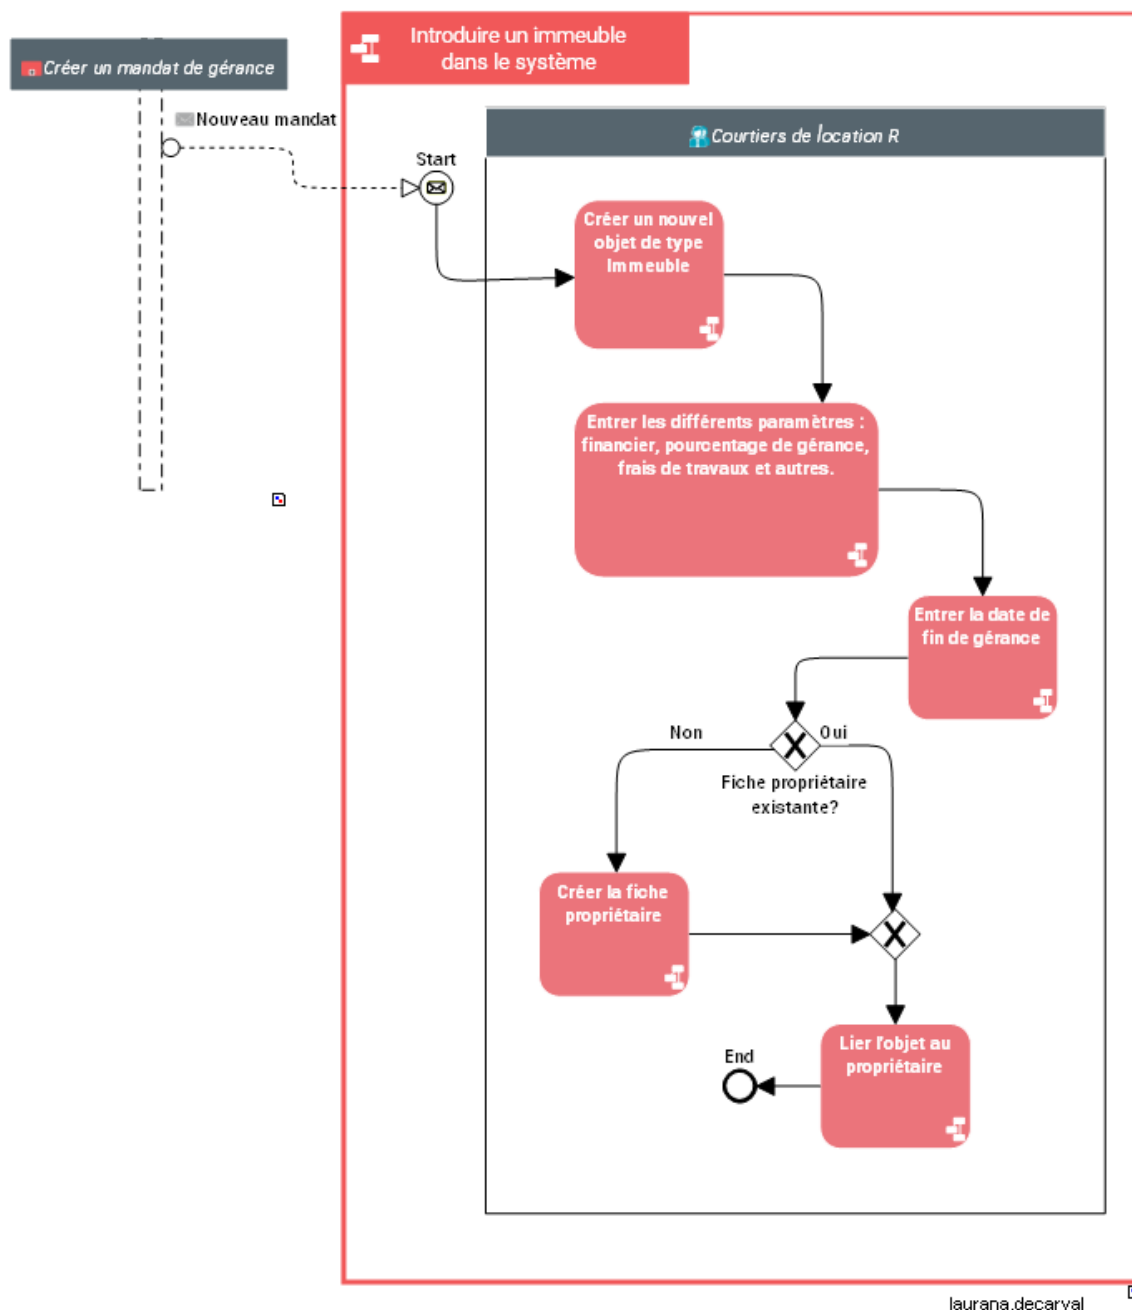 Introduire un immeuble
dans le système
Créer un mandat de gérance
Nouveau mandat
Courtiers de location R
Start
Créer un nouvel
objet de type
Immeuble
Entrer les différents paramètres :
financier, pourcentage de gérance,
frais de travaux et autres.
Entrer la date de
fin de gérance
Non
Oui
Fiche propriétaire
existante?
Créer la fiche
propriétaire
Lier l'objet au
propriétaire
End
laurana.decarval